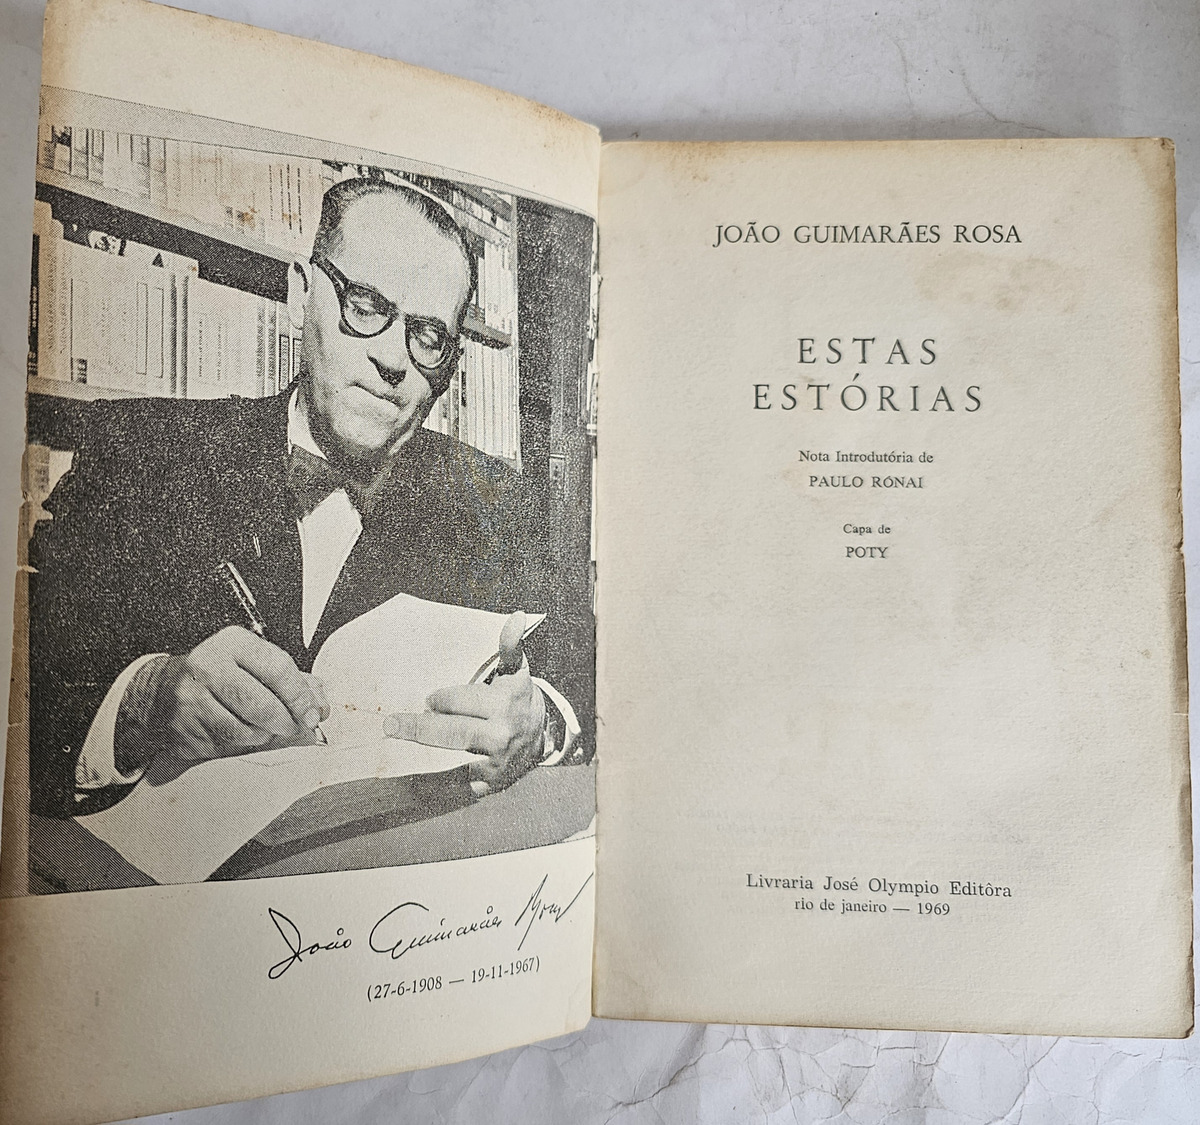 João Guimarães Rosa
(27-6-1908 — 19-11-1967)
JOÃO GUIMARÃES ROSA
ESTAS
ESTÓRIAS
Nota Introdutória de
PAULO RÓNAI
Capa de
POTY
Livraria José Olympio Editôra
rio de janeiro — 1969